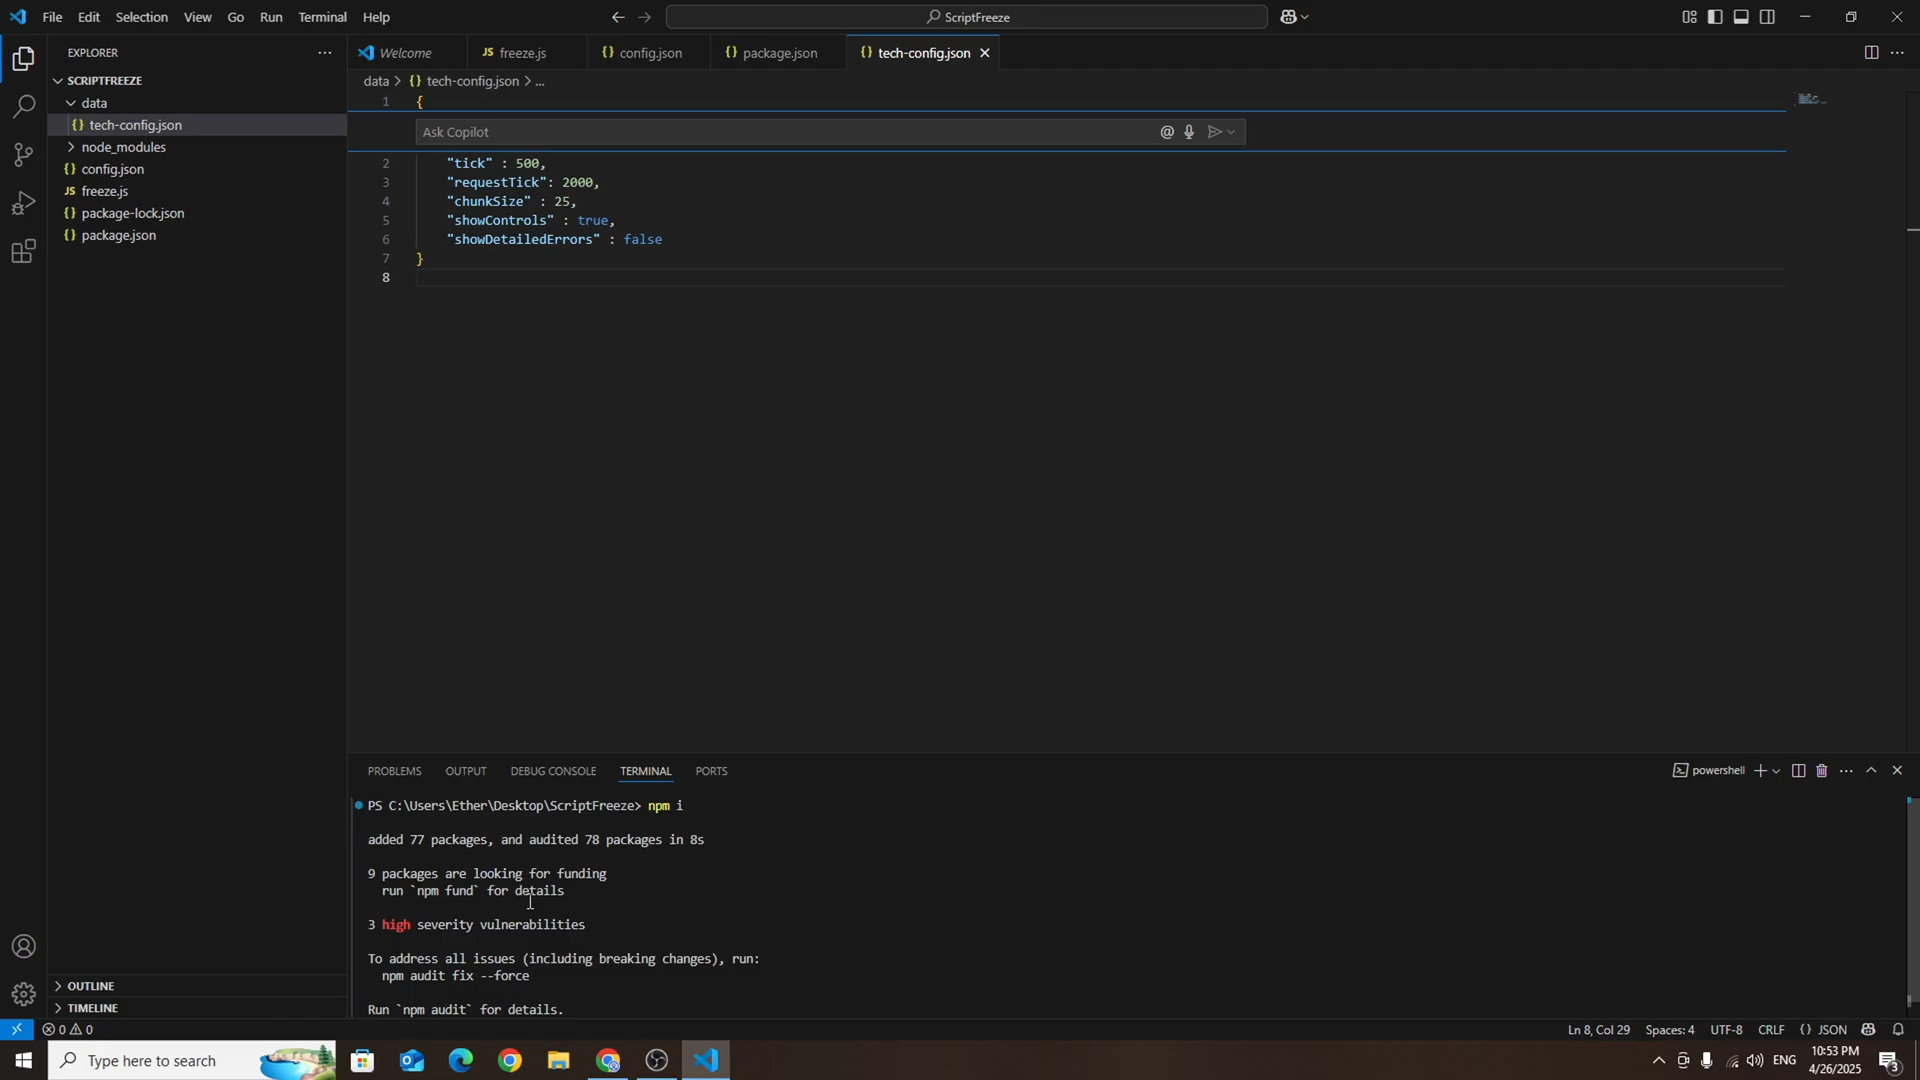 File Edit Selection View Go Run Terminal Help
ScriptFreeze
EXPLORER
Welcome
JS freeze.js
{} config.json
{} package.json
{} tech-config.json
SCRIPTFREEZE
data
{} tech-config.json
node_modules
{} config.json
JS freeze.js
{} package-lock.json
{} package.json
data > {} tech-config.json > ...
1 {
Ask Copilot
2 "tick" : 500,
3 "requestTick": 2000,
4 "chunkSize" : 25,
5 "showControls" : true,
6 "showDetailedErrors" : false
7 }
8
PROBLEMS OUTPUT DEBUG CONSOLE TERMINAL PORTS
powershell
PS C:\Users\Ether\Desktop\ScriptFreeze> npm i
added 77 packages, and audited 78 packages in 8s
9 packages are looking for funding
run `npm fund` for details
3 high severity vulnerabilities
To address all issues (including breaking changes), run:
npm audit fix --force
Run `npm audit` for details.
OUTLINE
TIMELINE
0 0
Ln 8, Col 29 Spaces: 4 UTF-8 CRLF {} JSON
Type here to search
ENG
10:53 PM
4/26/2025
3